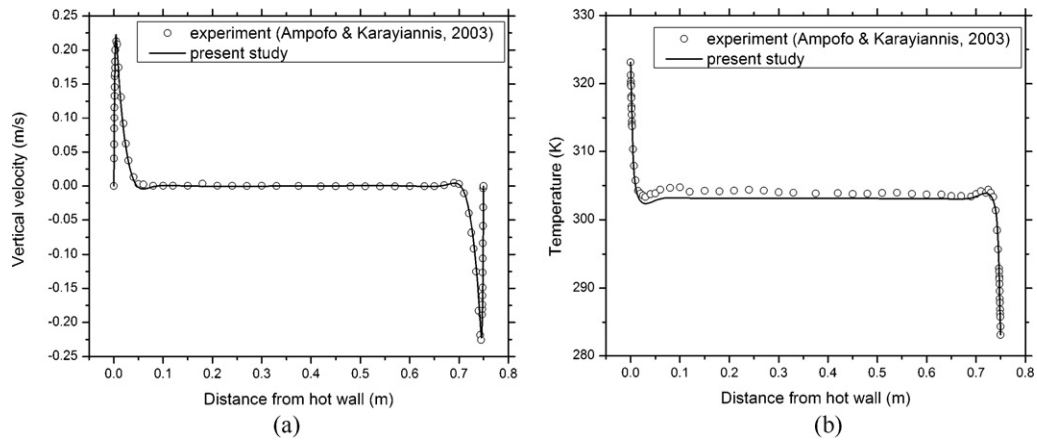 0.25
0.20
0.15
0.10
0.05
0.00
-0.05
-0.10
-0.15
-0.20
-0.25
Vertical velocity (m/s)
experiment (Ampofo & Karayiannis, 2003)
present study
0.0 0.1 0.2 0.3 0.4 0.5 0.6 0.7 0.8
Distance from hot wall (m)
(a)
330
320
310
300
290
280
Temperature (K)
experiment (Ampofo & Karayiannis, 2003)
present study
0.0 0.1 0.2 0.3 0.4 0.5 0.6 0.7 0.8
Distance from hot wall (m)
(b)